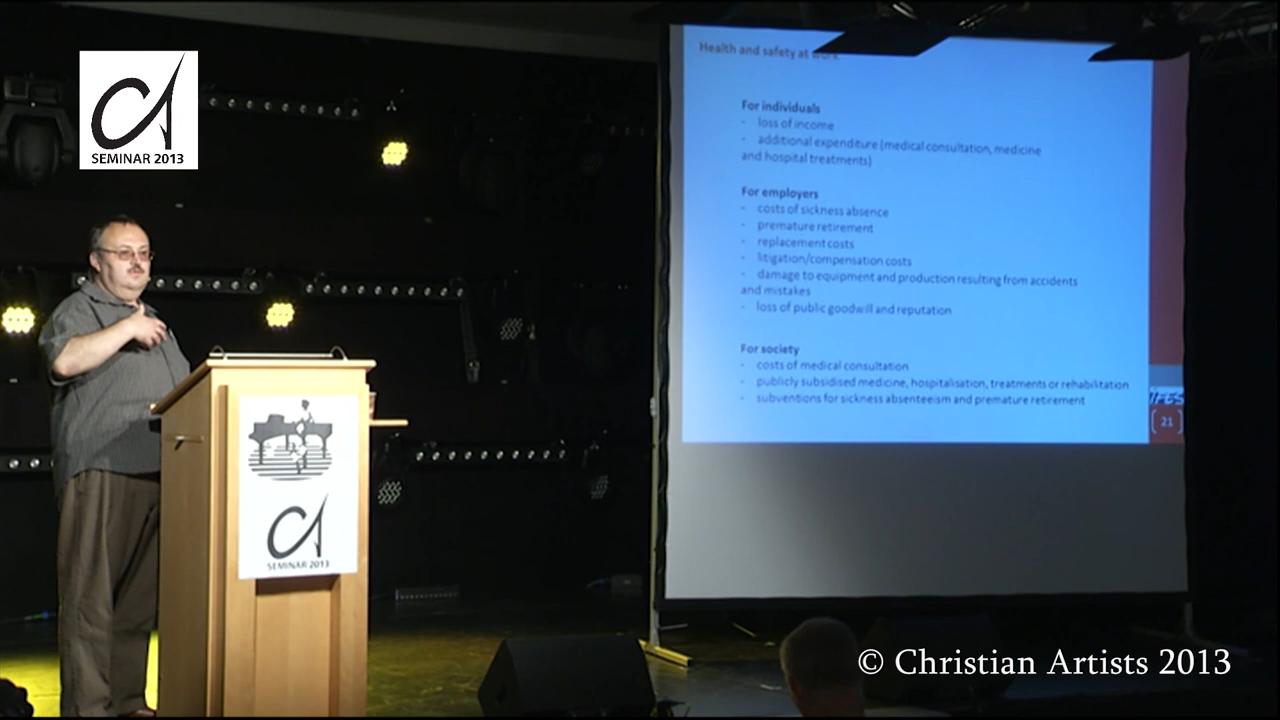 CA
SEMINAR 2013
Health and safety at work
For individuals
- loss of income
- additional expenditure (medical consultation, medicine
and hospital treatments)
For employers
- costs of sickness absence
- premature retirement
- replacement costs
- litigation/compensation costs
- damage to equipment and production resulting from accidents
and mistakes
- loss of public goodwill and reputation
For society
- costs of medical consultation
- publicly subsidised medicine, hospitalisation, treatments or rehabilitation
- subventions for sickness absenteeism and premature retirement
21
CA
SEMINAR 2013
© Christian Artists 2013